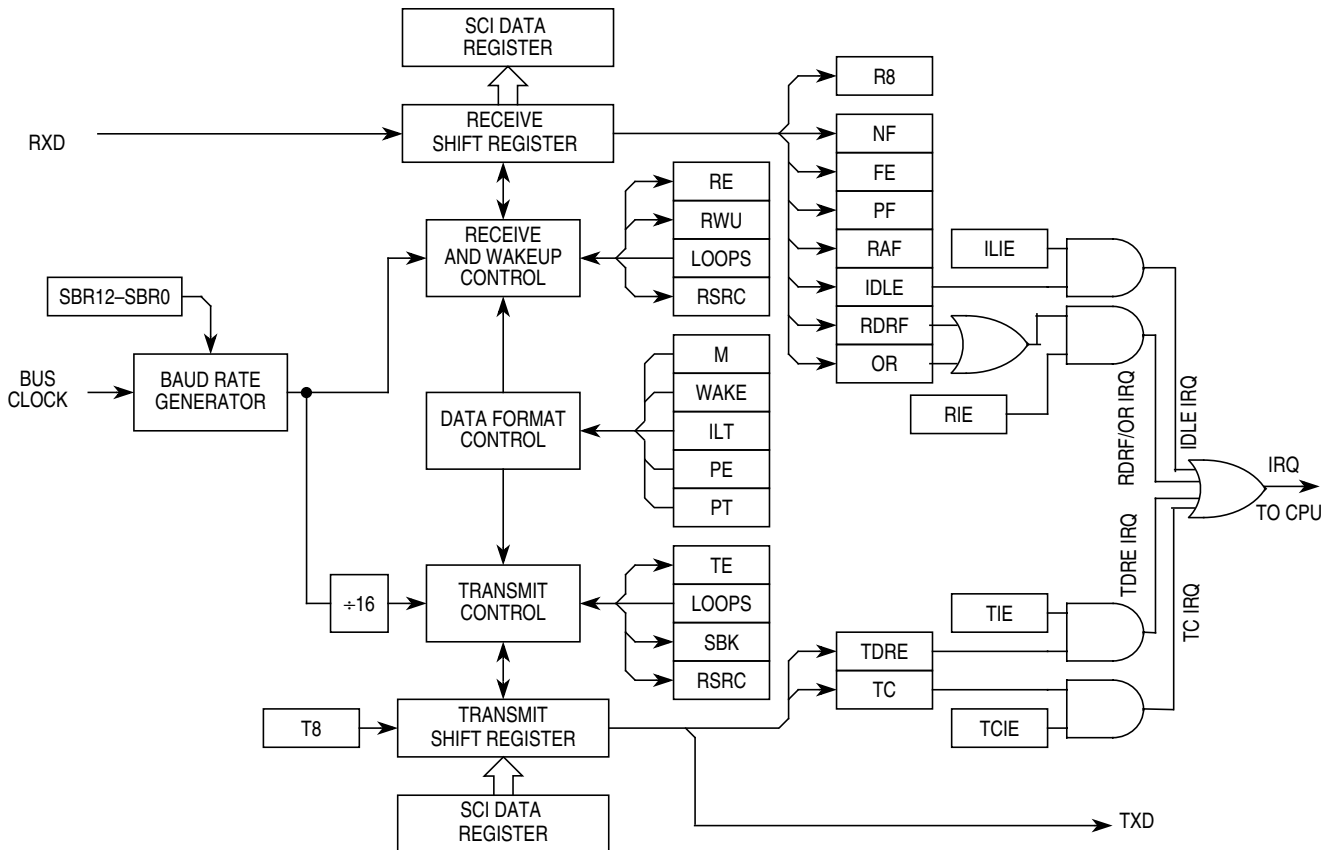 SCI DATA
REGISTER
RXD
RECEIVE
SHIFT REGISTER
R8
NF
FE
PF
RAF
IDLE
RDRF
OR
RE
RWU
LOOPS
RSRC
RECEIVE
AND WAKEUP
CONTROL
ILIE
SBR12–SBR0
BUS
CLOCK
BAUD RATE
GENERATOR
DATA FORMAT
CONTROL
M
WAKE
ILT
PE
PT
RIE
RDRF/OR IRQ
IDLE IRQ
IRQ
TO CPU
TDRE IRQ
TC IRQ
÷16
TRANSMIT
CONTROL
TE
LOOPS
SBK
RSRC
TIE
TDRE
TC
TCIE
T8
TRANSMIT
SHIFT REGISTER
SCI DATA
REGISTER
TXD